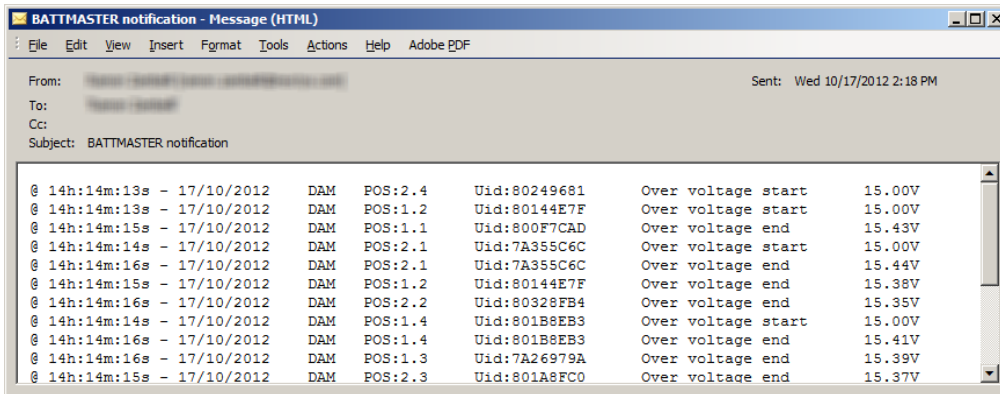 BATTMASTER notification - Message (HTML)
File Edit View Insert Format Tools Actions Help Adobe PDF
From: Sent: Wed 10/17/2012 2:18 PM
To:
Cc:
Subject: BATTMASTER notification
@ 14h:14m:13s - 17/10/2012 DAM POS:2.4 Uid:80249681 Over voltage start 15.00V
@ 14h:14m:13s - 17/10/2012 DAM POS:1.2 Uid:80144E7F Over voltage start 15.00V
@ 14h:14m:15s - 17/10/2012 DAM POS:1.1 Uid:800F7CAD Over voltage end 15.43V
@ 14h:14m:14s - 17/10/2012 DAM POS:2.1 Uid:7A355C6C Over voltage start 15.00V
@ 14h:14m:16s - 17/10/2012 DAM POS:2.1 Uid:7A355C6C Over voltage end 15.44V
@ 14h:14m:15s - 17/10/2012 DAM POS:1.2 Uid:80144E7F Over voltage end 15.38V
@ 14h:14m:16s - 17/10/2012 DAM POS:2.2 Uid:80328FB4 Over voltage end 15.35V
@ 14h:14m:14s - 17/10/2012 DAM POS:1.4 Uid:801B8EB3 Over voltage start 15.00V
@ 14h:14m:16s - 17/10/2012 DAM POS:1.4 Uid:801B8EB3 Over voltage end 15.41V
@ 14h:14m:16s - 17/10/2012 DAM POS:1.3 Uid:7A26979A Over voltage end 15.39V
@ 14h:14m:15s - 17/10/2012 DAM POS:2.3 Uid:801A8FC0 Over voltage end 15.37V